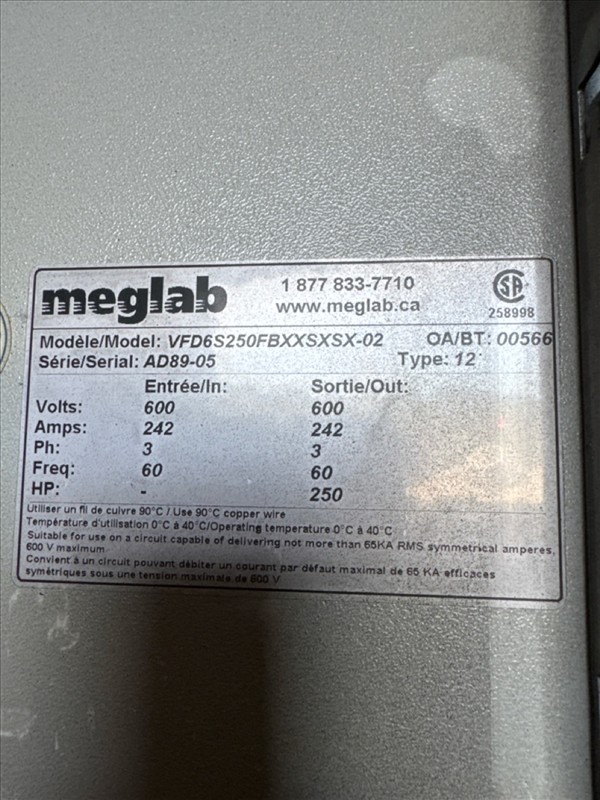 meglab
1 877 833-7710
www.meglab.ca
SA
258998
Modèle/Model: VFD6S250FBXXSXSX-02 OA/BT: 00566
Série/Serial: AD89-05 Type: 12
Entrée/In: Sortie/Out:
Volts: 600 600
Amps: 242 242
Ph: 3 3
Freq: 60 60
HP: - 250
Utiliser un fil de cuivre 90°C / Use 90°C copper wire
Température d'utilisation 0°C à 40°C/Operating temperature 0°C à 40°C
Suitable for use on a circuit capable of delivering not more than 65KA RMS symmetrical amperes,
600 V maximum
Convient à un circuit pouvant débiter un courant par défaut maximal de 65 KA efficaces
symétriques sous une tension maximale de 600 V